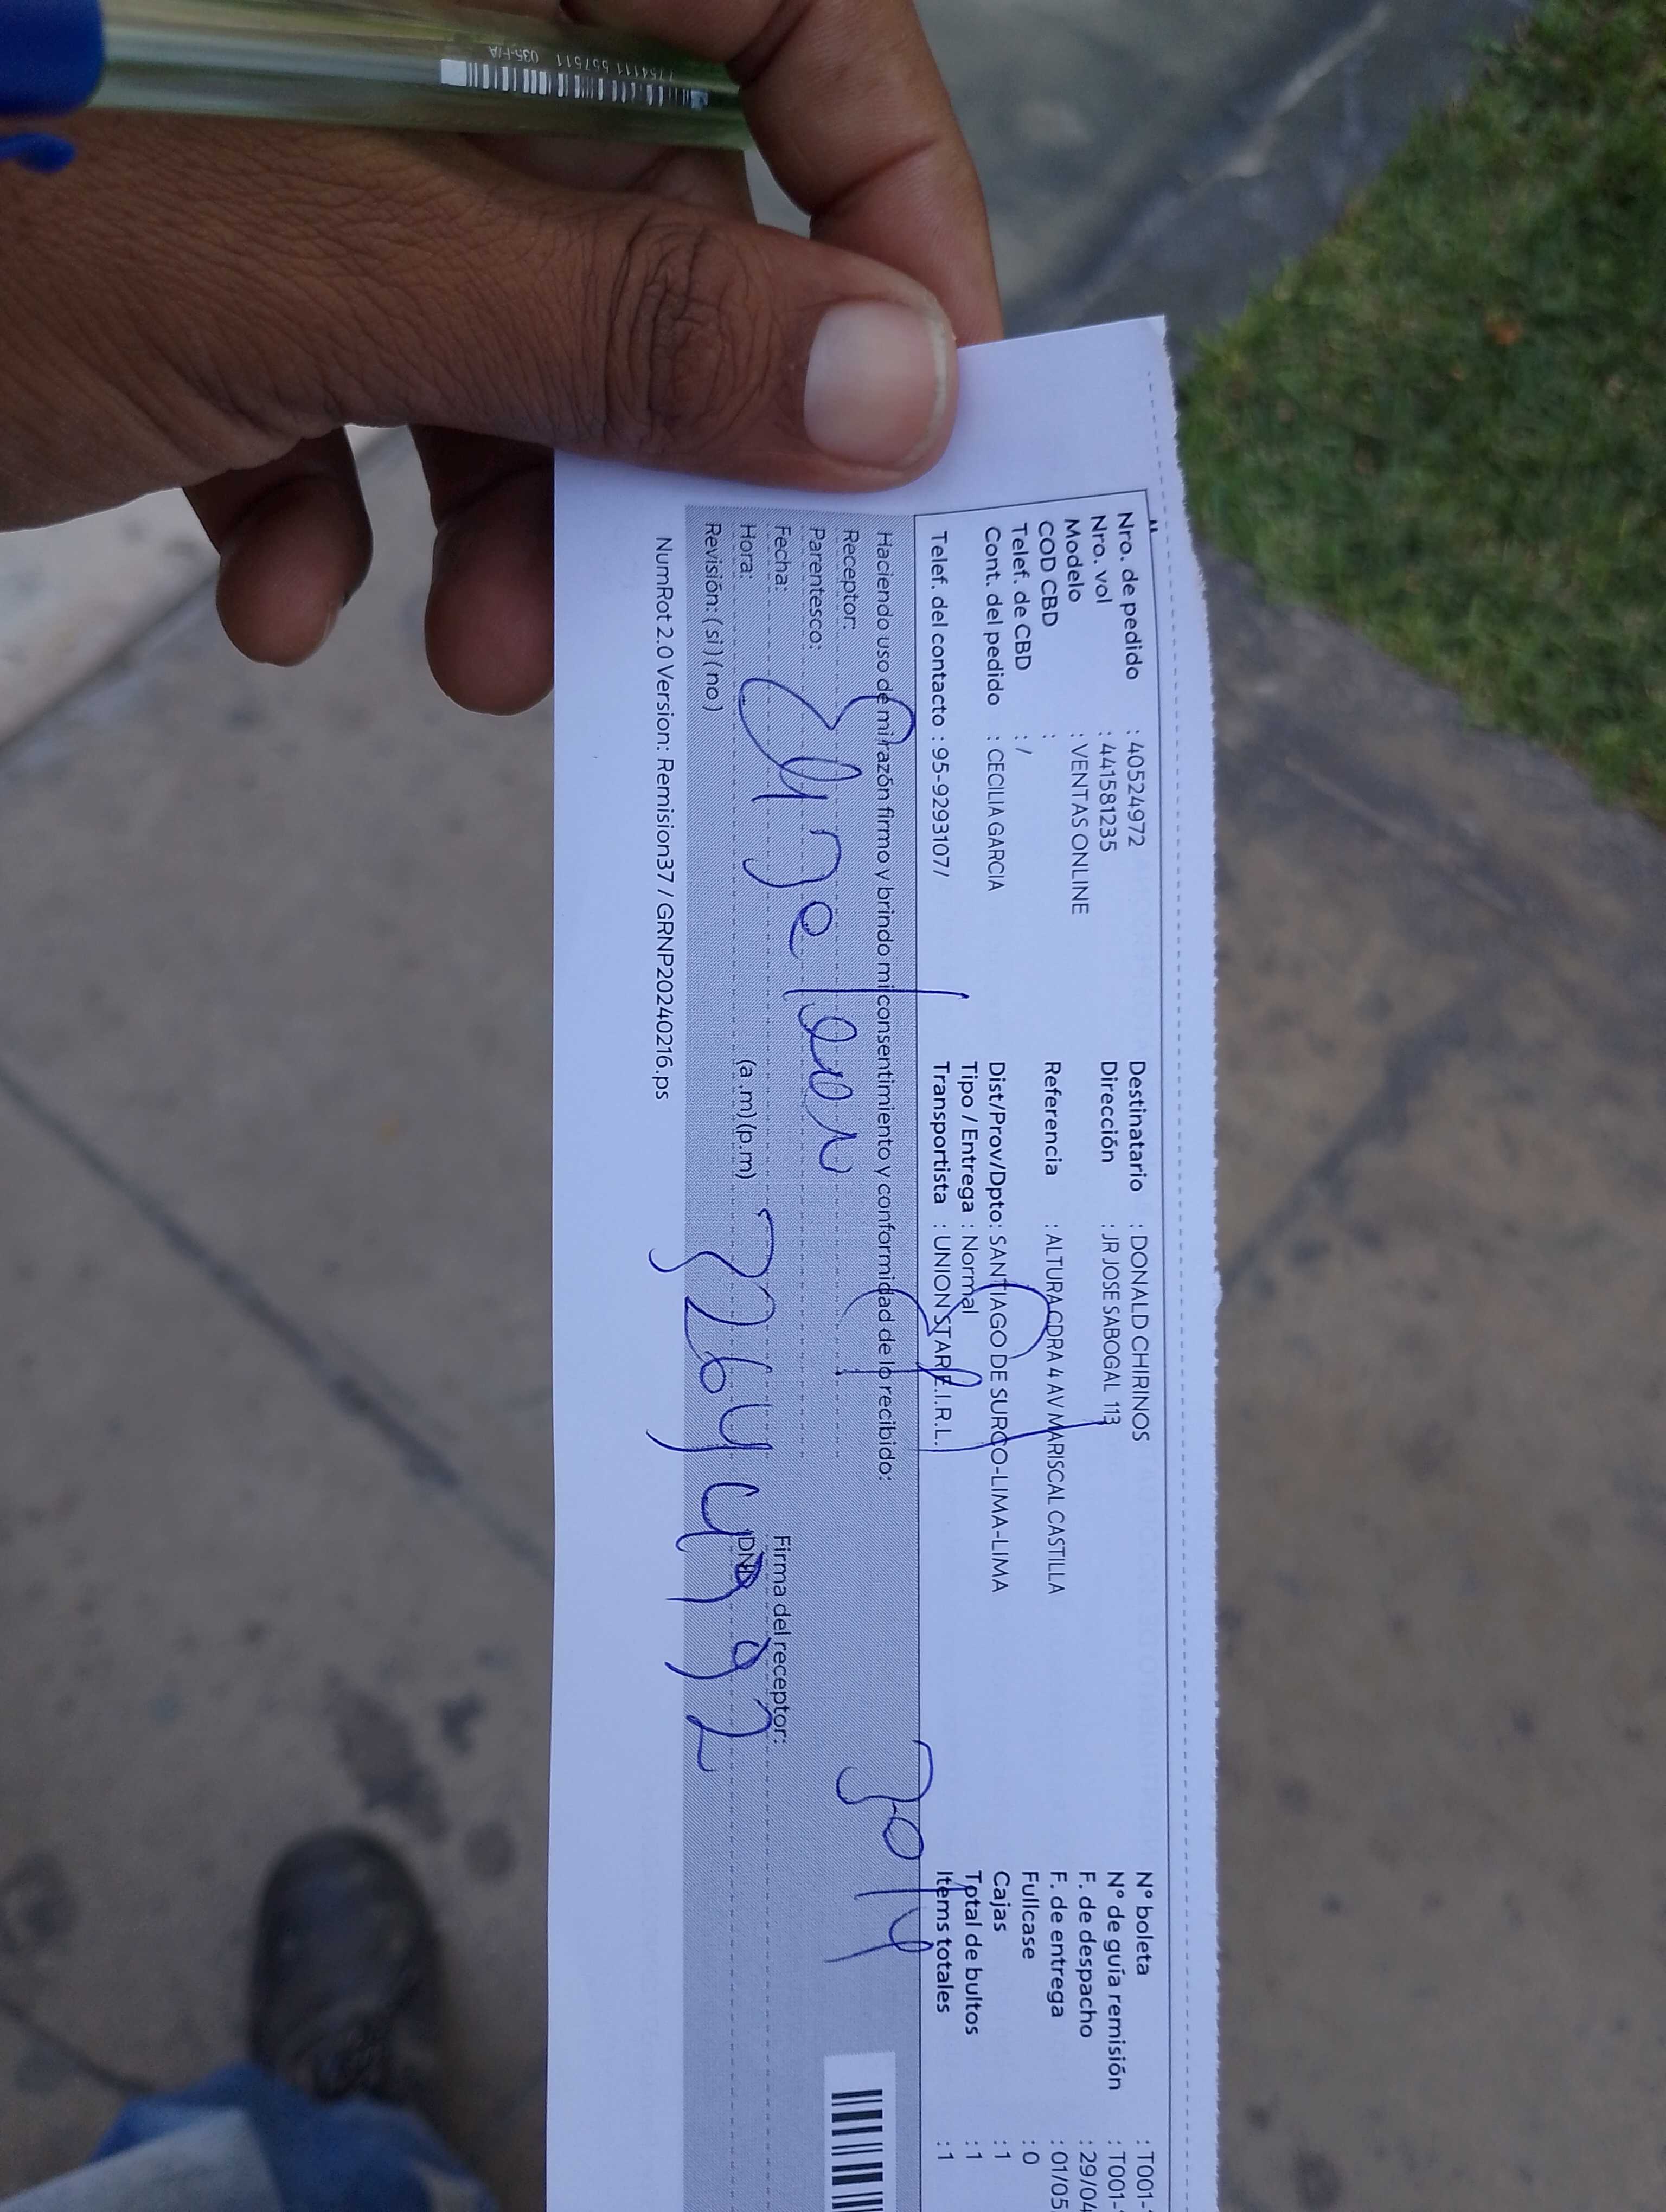 Nro. de pedido : 40524972
Nro. vol : 441581235
Modelo : VENTAS ONLINE
COD CBD :
Telef. de CBD : /
Cont. del pedido : CECILIA GARCIA
Telef. del contacto : 95-9293107/
Destinatario : DONALD CHIRINOS
Dirección : JR JOSE SABOGAL 113
Referencia : ALTURA CDRA 4 AV MARISCAL CASTILLA
Dist/Prov/Dpto: SANTIAGO DE SURCO-LIMA-LIMA
Tipo / Entrega : Normal
Transportista : UNION STAR E.I.R.L.
N° boleta : T001-
N° de guía remisión : T001-
F. de despacho : 29/04
F. de entrega : 01/05
Fullcase : 0
Cajas : 1
Total de bultos : 1
Items totales : 1
Haciendo uso de mi razón firmo y brindo mi consentimiento y conformidad de lo recibido:
Receptor:
Parentesco:
Fecha:
Hora: (a.m)(p.m)
Revisión: (si)(no)
Firma del receptor:
DNI
NumRot 2.0 Version: Remision37 / GRNP20240216.ps
035-F/A